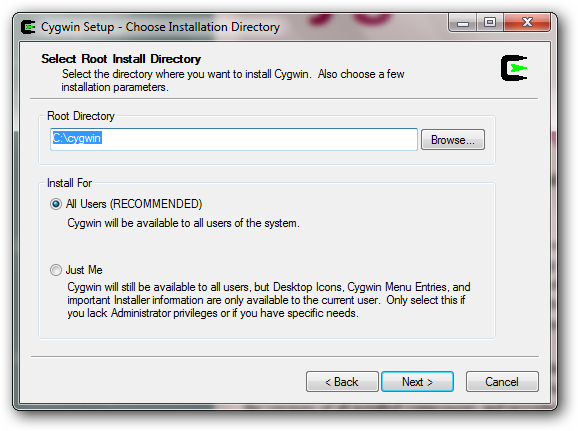 Cygwin Setup - Choose Installation Directory
Select Root Install Directory
Select the directory where you want to install Cygwin.  Also choose a few
installation parameters.
Root Directory
C:\cygwin
Browse...
Install For
All Users (RECOMMENDED)
Cygwin will be available to all users of the system.
Just Me
Cygwin will still be available to all users, but Desktop Icons, Cygwin Menu Entries, and
important Installer information are only available to the current user.  Only select this if
you lack Administrator privileges or if you have specific needs.
< Back
Next >
Cancel